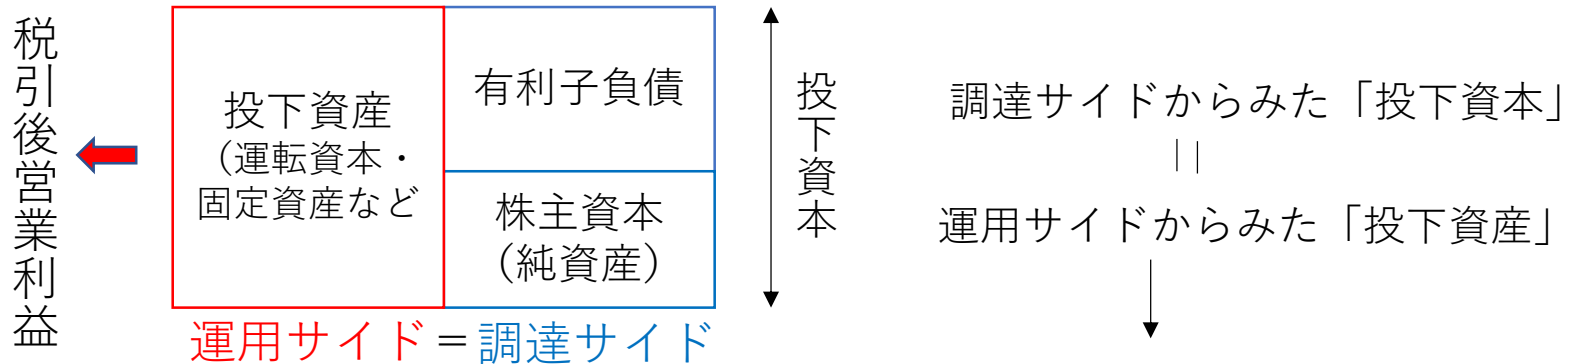 税引後営業利益
投下資産
（運転資本・
固定資産など
有利子負債
株主資本
（純資産）
運用サイド＝調達サイド
投下資本
調達サイドからみた「投下資本」
||
運用サイドからみた「投下資産」